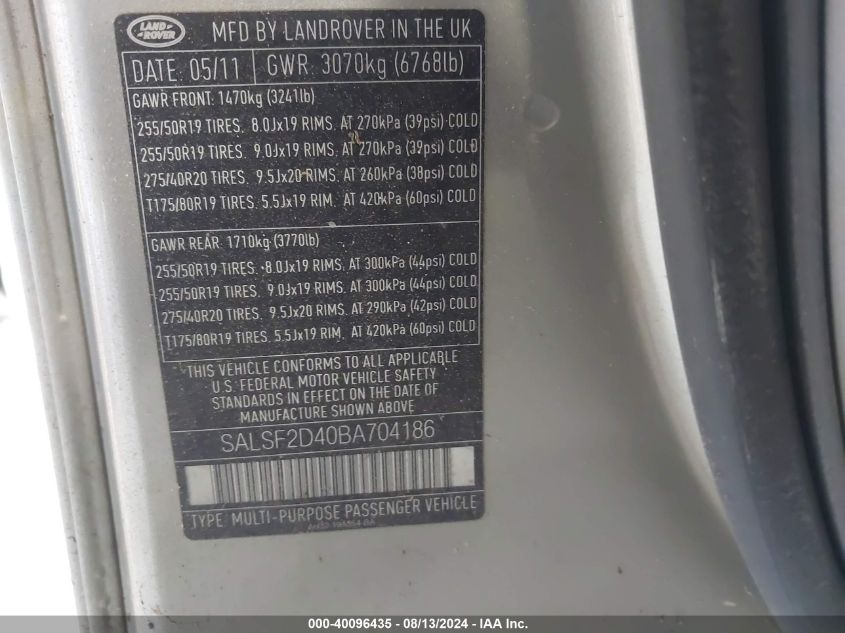 LAND ROVER
MFD BY LANDROVER IN THE UK
DATE: 05/11 GWR: 3070kg (6768lb)
GAWR FRONT: 1470kg (3241lb)
255/50R19 TIRES. 8.0Jx19 RIMS. AT 270kPa (39psi) COLD
255/50R19 TIRES. 9.0Jx19 RIMS. AT 270kPa (39psi) COLD
275/40R20 TIRES. 9.5Jx20 RIMS. AT 260kPa (38psi) COLD
T175/80R19 TIRES. 5.5Jx19 RIM. AT 420kPa (60psi) COLD
GAWR REAR: 1710kg (3770lb)
255/50R19 TIRES. 8.0Jx19 RIMS. AT 300kPa (44psi) COLD
255/50R19 TIRES. 9.0Jx19 RIMS. AT 300kPa (44psi) COLD
275/40R20 TIRES. 9.5Jx20 RIMS. AT 290kPa (42psi) COLD
T175/80R19 TIRES. 5.5Jx19 RIM. AT 420kPa (60psi) COLD
THIS VEHICLE CONFORMS TO ALL APPLICABLE
U.S. FEDERAL MOTOR VEHICLE SAFETY
STANDARDS IN EFFECT ON THE DATE OF
MANUFACTURE SHOWN ABOVE
SALSF2D40BA704186
TYPE: MULTI-PURPOSE PASSENGER VEHICLE
000-40096435 - 08/13/2024 - IAA Inc.